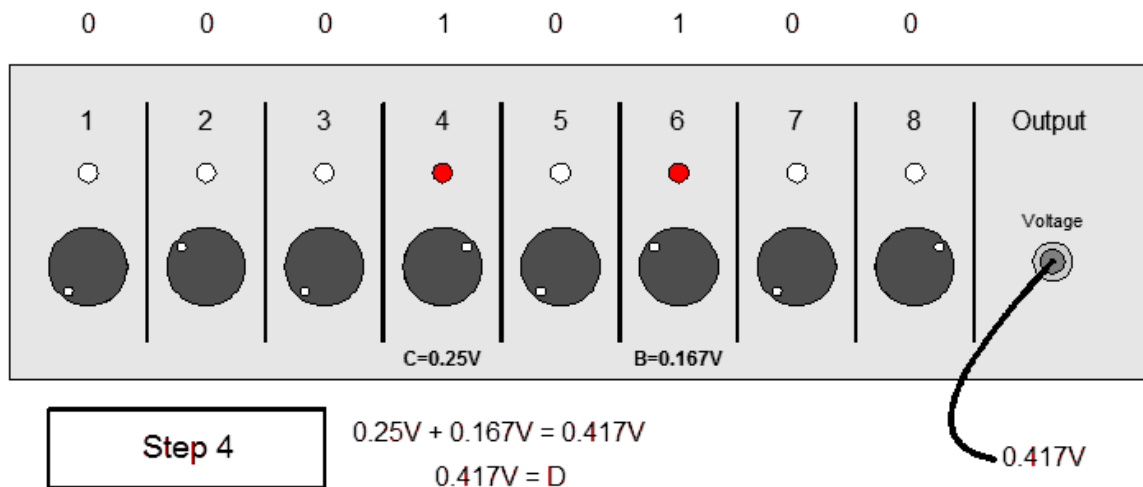 0 0 0 1 0 1 0 0
1 2 3 4 5 6 7 8 Output
Voltage
C=0.25V B=0.167V
Step 4
0.25V + 0.167V = 0.417V
0.417V = D
0.417V